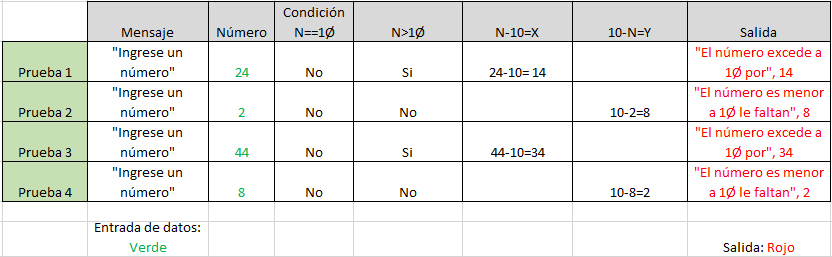 Mensaje Número Condición N==1Ø N>1Ø N-10=X 10-N=Y Salida
Prueba 1 "Ingrese un número" 24 No Si 24-10= 14 "El número excede a 1Ø por", 14
Prueba 2 "Ingrese un número" 2 No No 10-2=8 "El número es menor a 1Ø le faltan", 8
Prueba 3 "Ingrese un número" 44 No Si 44-10=34 "El número excede a 1Ø por", 34
Prueba 4 "Ingrese un número" 8 No No 10-8=2 "El número es menor a 1Ø le faltan", 2
Entrada de datos: Verde Salida: Rojo